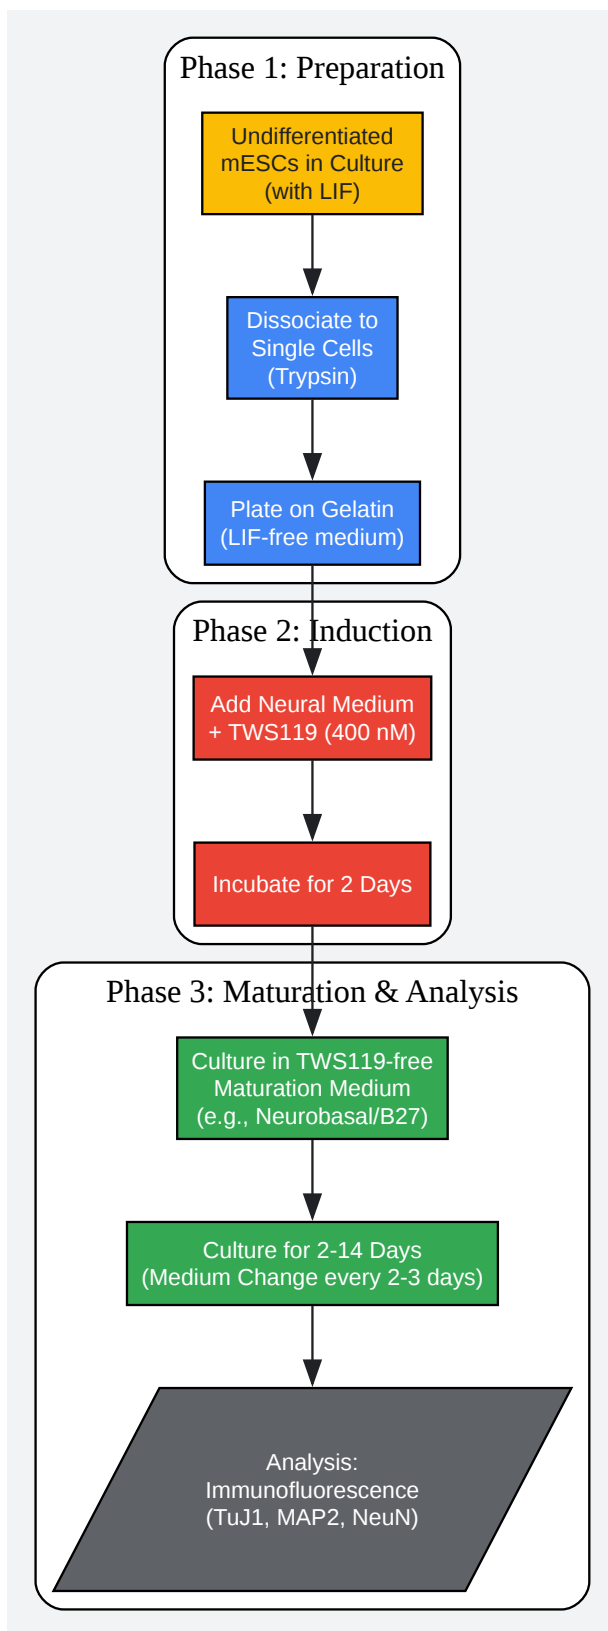 Phase 1: Preparation
Undifferentiated
mESCs in Culture
(with LIF)
Dissociate to
Single Cells
(Trypsin)
Plate on Gelatin
(LIF-free medium)
Phase 2: Induction
Add Neural Medium
+ TWS119 (400 nM)
Incubate for 2 Days
Phase 3: Maturation & Analysis
Culture in TWS119-free
Maturation Medium
(e.g., Neurobasal/B27)
Culture for 2-14 Days
(Medium Change every 2-3 days)
Analysis:
Immunofluorescence
(TuJ1, MAP2, NeuN)